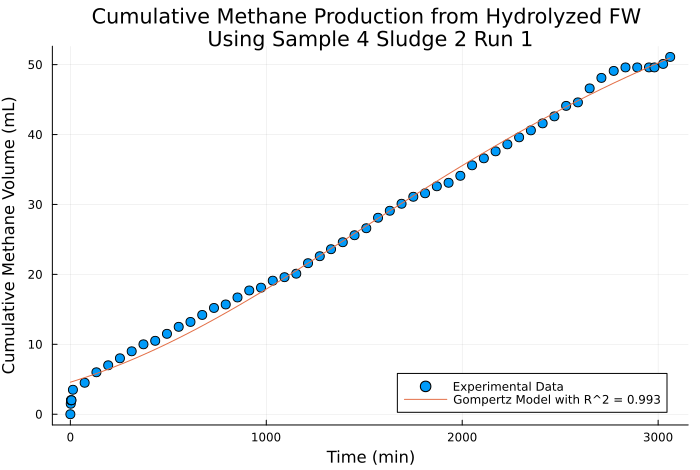 Cumulative Methane Production from Hydrolyzed FW
Using Sample 4 Sludge 2 Run 1
Cumulative Methane Volume (mL)
50
40
30
20
10
0
Experimental Data
Gompertz Model with R^2 = 0.993
0
1000
2000
3000
Time (min)